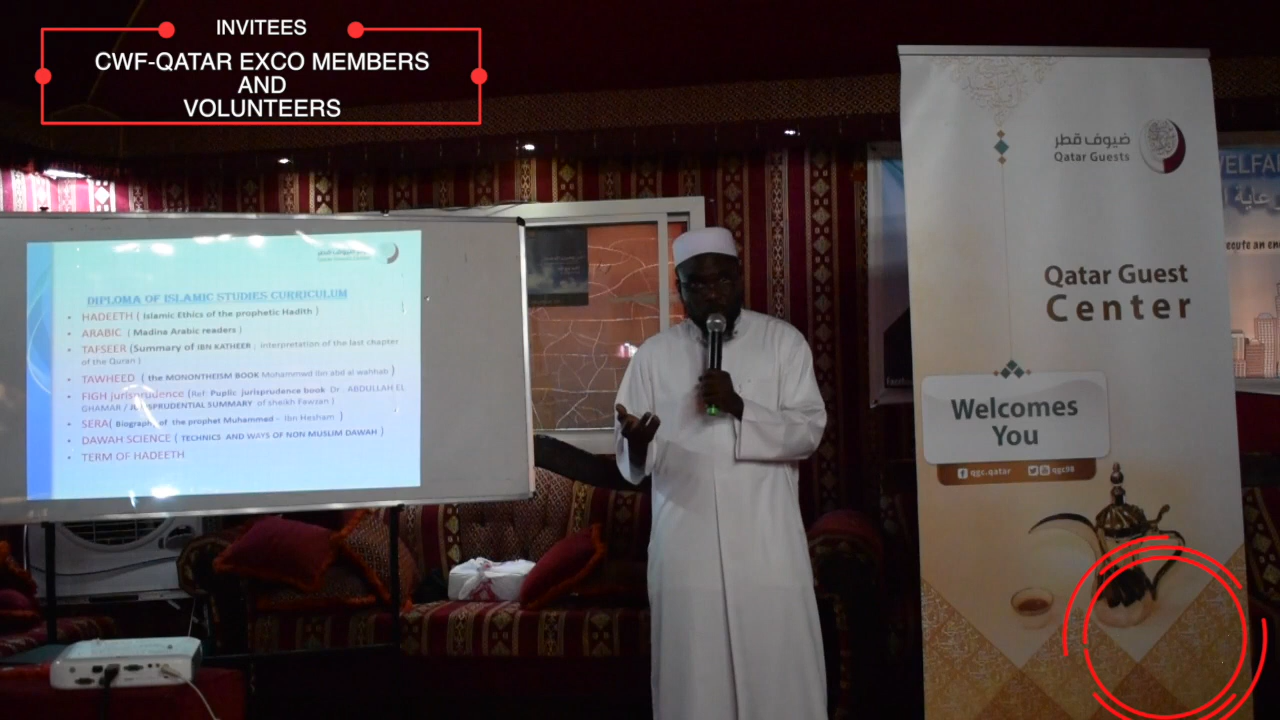 INVITEES
CWF-QATAR EXCO MEMBERS
AND
VOLUNTEERS
DIPLOMA OF ISLAMIC STUDIES CURRICULUM
• HADEETH ( Islamic Ethics of the prophetic Hadith )
• ARABIC ( Madina Arabic readers )
• TAFSEER (Summary of IBN KATHEER ; interpretation of the last chapter
of the Quran )
• TAWHEED ( the MONONTHEISM BOOK Mohammwd ibn abd al wahhab )
• FIGH jurisprudence (Ref: Puplic jurisprudence book Dr. ABDULLAH EL
GHAMAR / JURISPRUDENTIAL SUMMARY of sheikh Fawzan )
• SERA( Biography of the prophet Muhammad - Ibn Hesham )
• DAWAH SCIENCE ( TECHNICS AND WAYS OF NON MUSLIM DAWAH )
• TERM OF HADEETH
ضيوف قطر
Qatar Guests
Qatar Guest
Center
Welcomes
You
qgc.qatar qgc98